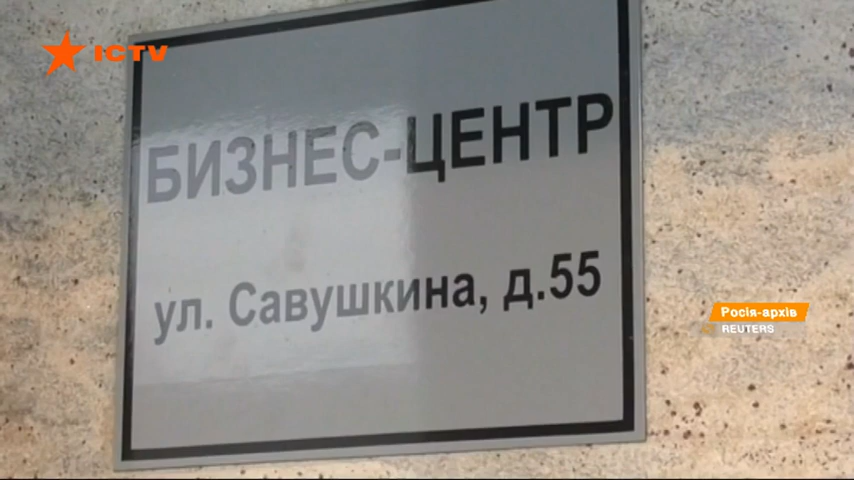 ICTV
БИЗНЕС-ЦЕНТР
ул. Савушкина, д.55
Росія-архів
REUTERS